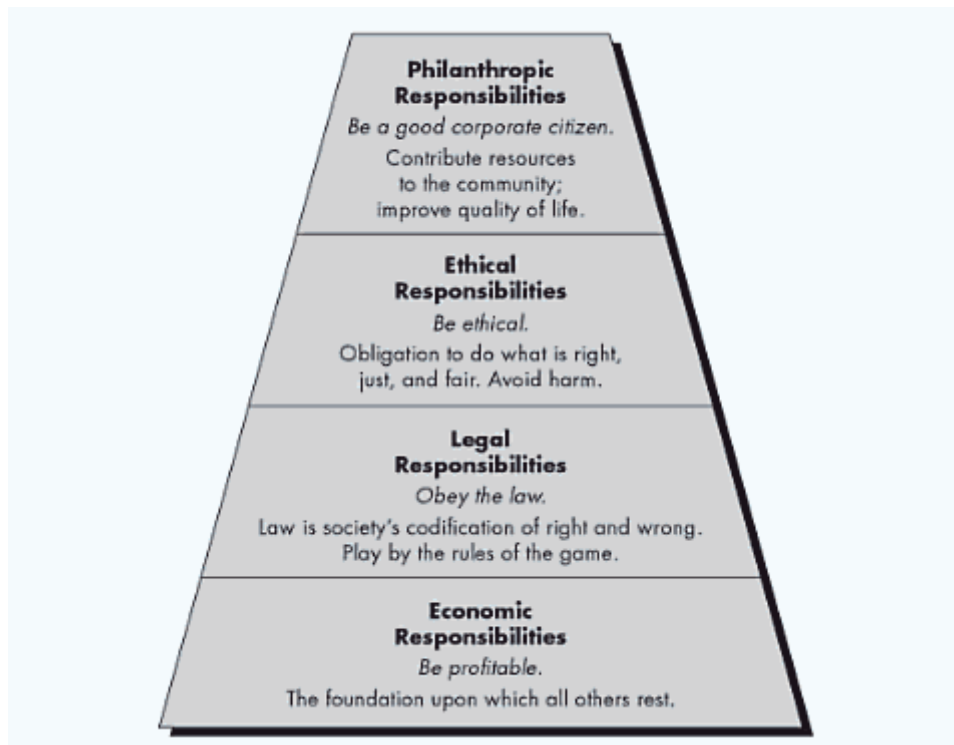 Philanthropic
Responsibilities
Be a good corporate citizen.
Contribute resources
to the community;
improve quality of life.
Ethical
Responsibilities
Be ethical.
Obligation to do what is right,
just, and fair. Avoid harm.
Legal
Responsibilities
Obey the law.
Law is society's codification of right and wrong.
Play by the rules of the game.
Economic
Responsibilities
Be profitable.
The foundation upon which all others rest.